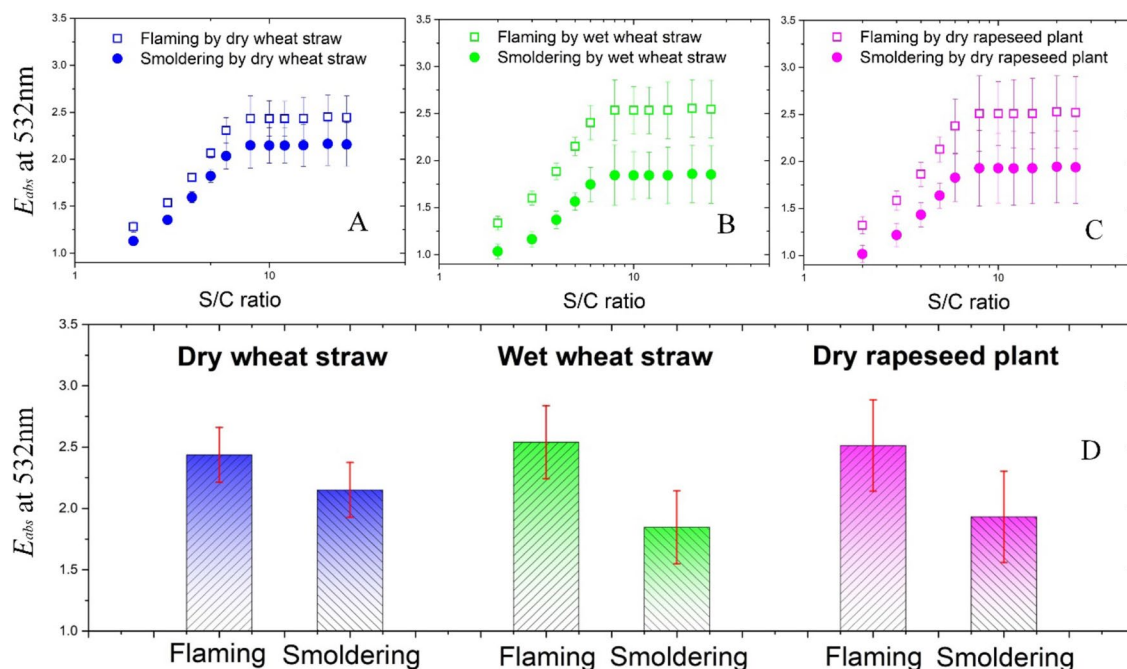 3.5
3.0
2.5
2.0
1.5
1.0
Eabs at 532nm
Flaming by dry wheat straw
Smoldering by dry wheat straw
A
1
10
S/C ratio
3.5
3.0
2.5
2.0
1.5
1.0
Flaming by wet wheat straw
Smoldering by wet wheat straw
B
1
10
S/C ratio
3.5
3.0
2.5
2.0
1.5
1.0
Flaming by dry rapeseed plant
Smoldering by dry rapeseed plant
C
1
10
S/C ratio
3.5
3.0
2.5
2.0
1.5
1.0
Eabs at 532nm
Dry wheat straw
Wet wheat straw
Dry rapeseed plant
D
Flaming Smoldering Flaming Smoldering Flaming Smoldering